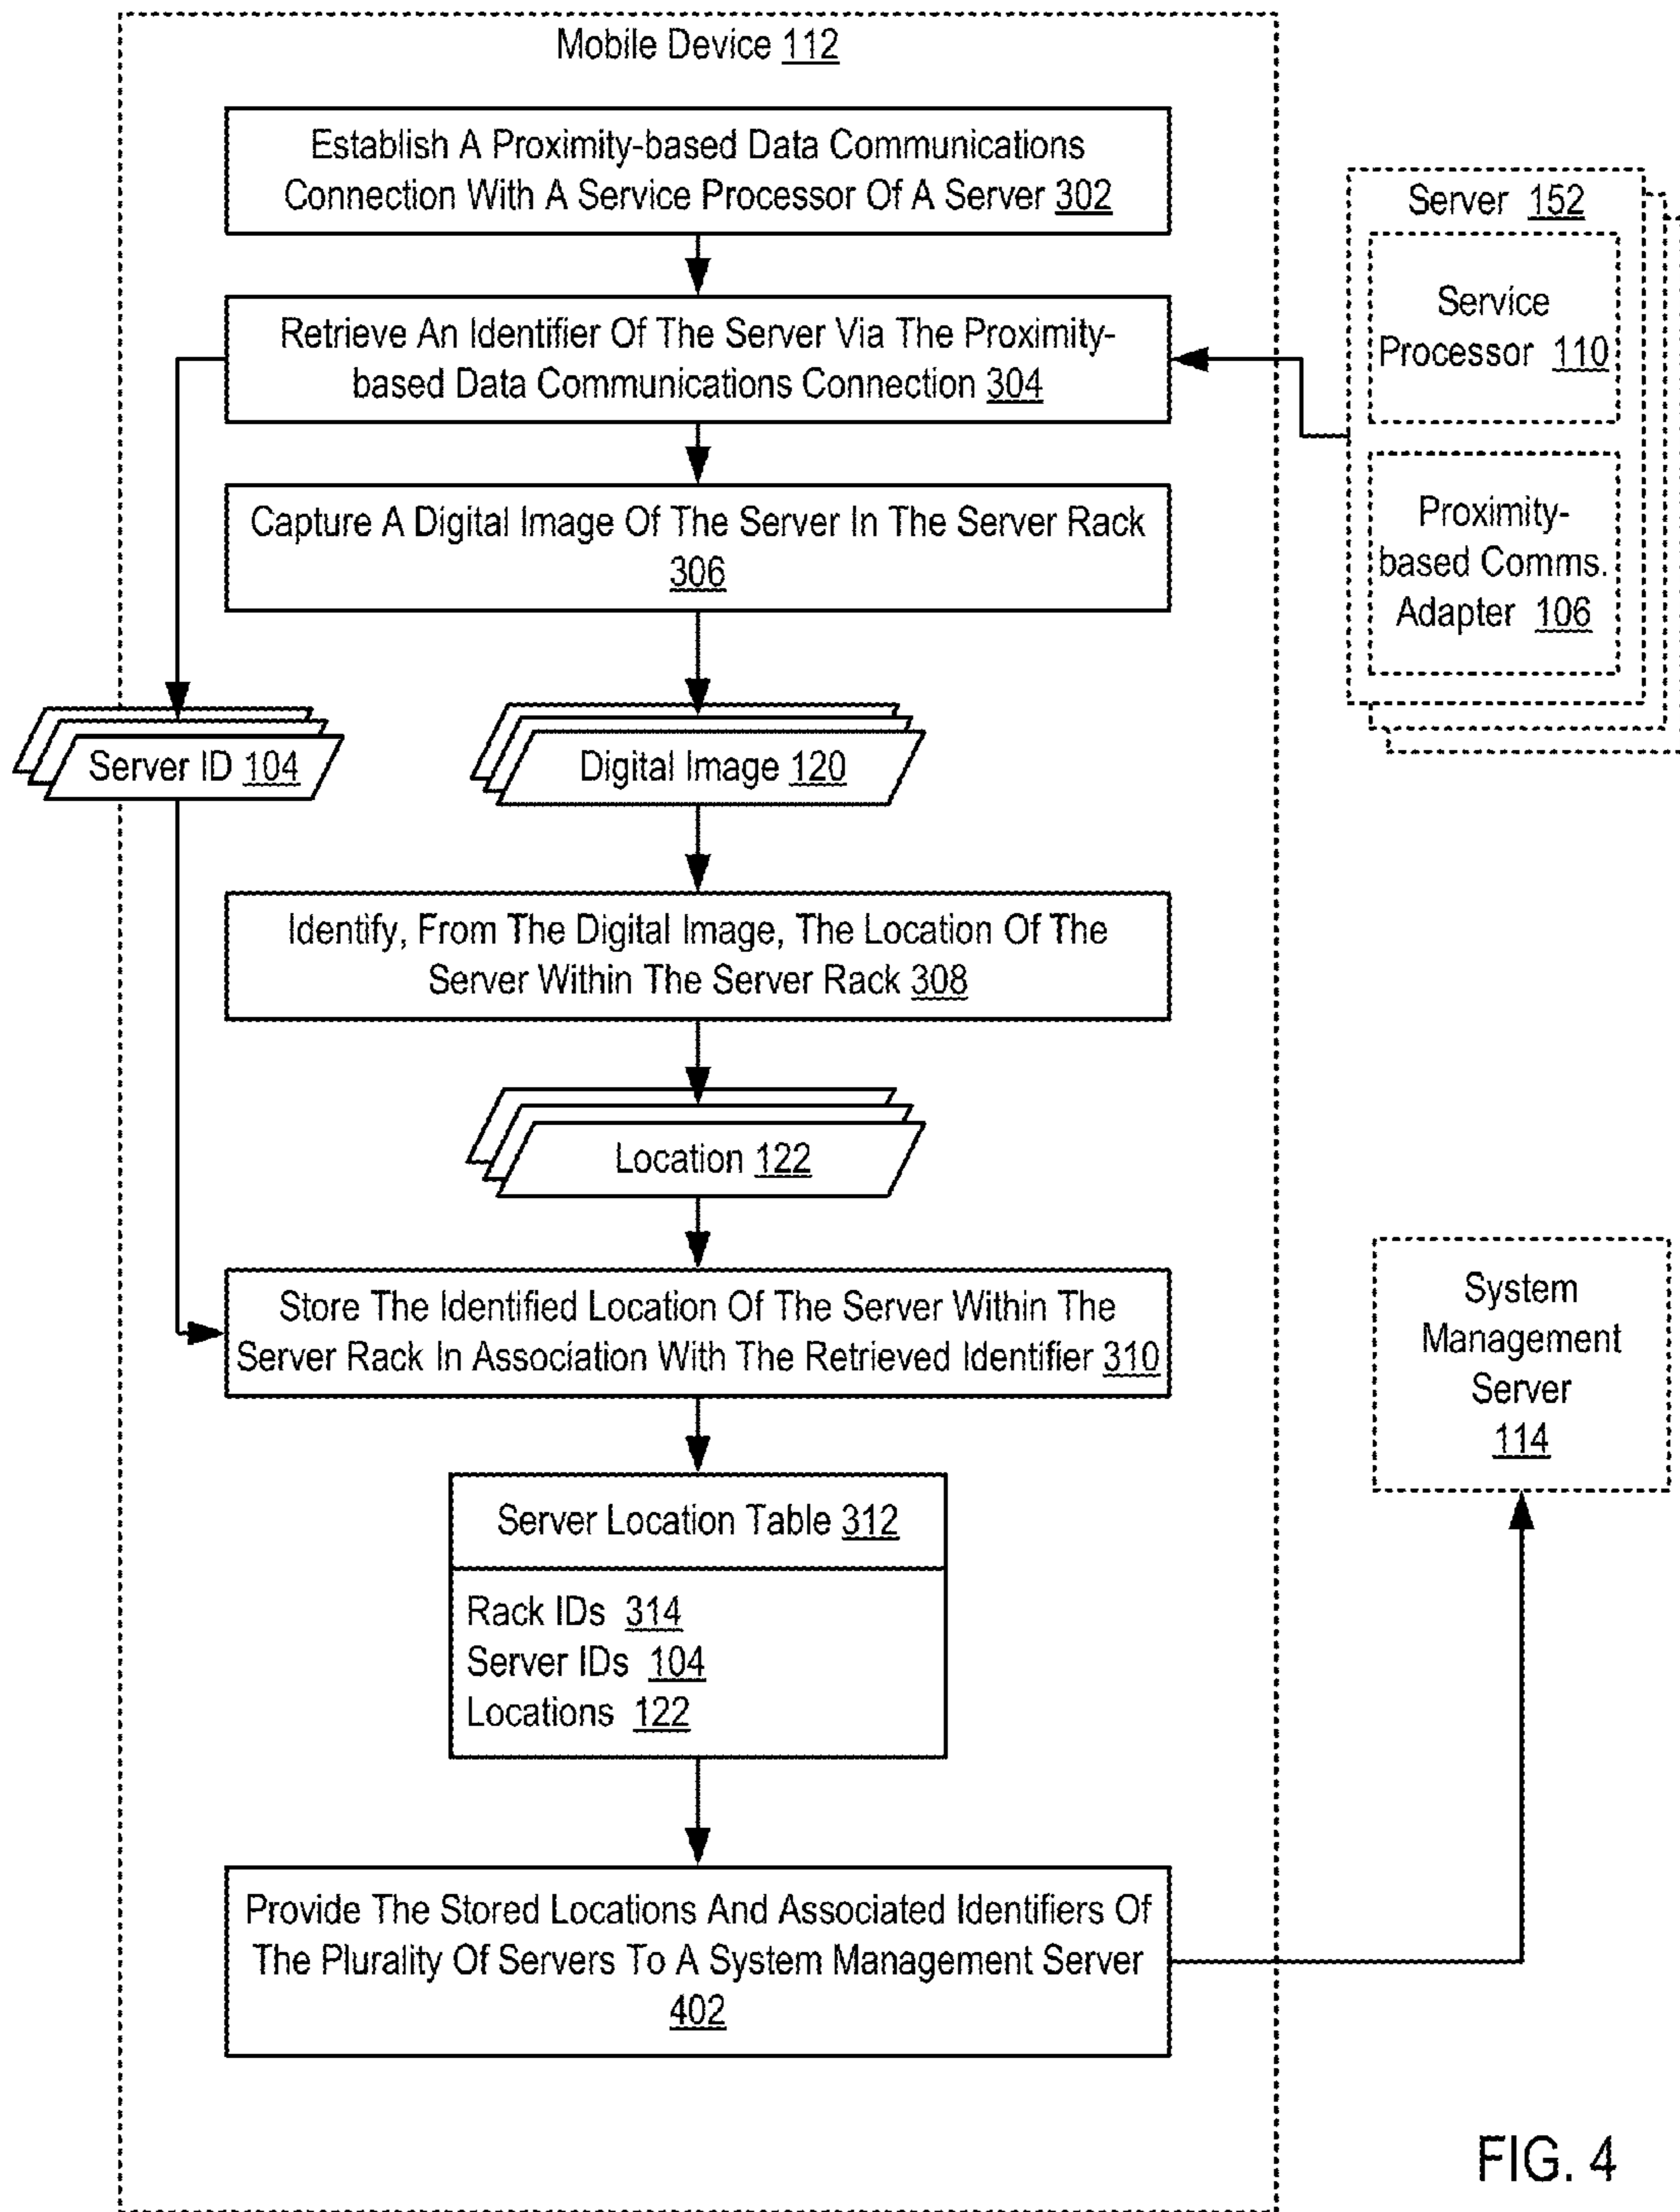 Mobile Device 112
Establish A Proximity-based Data Communications
Connection With A Service Processor Of A Server 302
Retrieve An Identifier Of The Server Via The Proximity-
based Data Communications Connection 304
Capture A Digital Image Of The Server In The Server Rack
306
Server 152
Service
Processor 110
Proximity-
based Comms.
Adapter 106
Server ID 104
Digital Image 120
Identify, From The Digital Image, The Location Of The
Server Within The Server Rack 308
Location 122
Store The Identified Location Of The Server Within The
Server Rack In Association With The Retrieved Identifier 310
System
Management
Server
114
Server Location Table 312
Rack IDs 314
Server IDs 104
Locations 122
Provide The Stored Locations And Associated Identifiers Of
The Plurality Of Servers To A System Management Server
402
FIG. 4